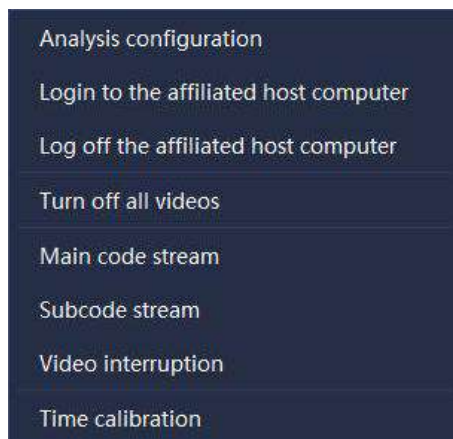 Analysis configuration
Login to the affiliated host computer
Log off the affiliated host computer
Turn off all videos
Main code stream
Subcode stream
Video interruption
Time calibration